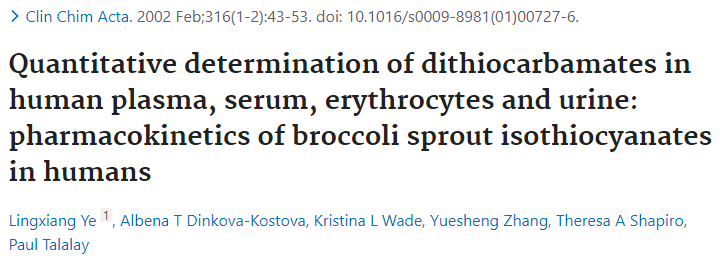 Clin Chim Acta. 2002 Feb;316(1-2):43-53. doi: 10.1016/s0009-8981(01)00727-6.
Quantitative determination of dithiocarbamates in
human plasma, serum, erythrocytes and urine:
pharmacokinetics of broccoli sprout isothiocyanates
in humans
Lingxiang Ye 1, Albena T Dinkova-Kostova, Kristina L Wade, Yuesheng Zhang, Theresa A Shapiro,
Paul Talalay